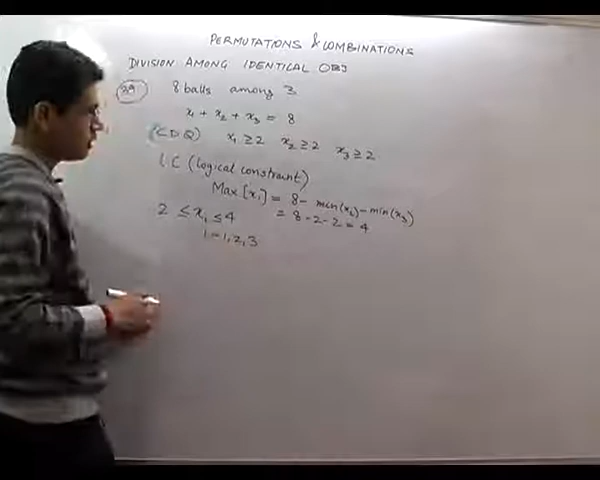 PERMUTATIONS & COMBINATIONS
DIVISION AMONG IDENTICAL OBJ
8 balls among 3
x₁ + x₂ + x₃ = 8
(CDQ) x₁ ≥ 2 x₂ ≥ 2 x₃ ≥ 2
L.C (logical constraint)
Max [x₁] = 8 - min(x₂) - min(x₃)
= 8 - 2 - 2 = 4
2 ≤ xᵢ ≤ 4
i = 1, 2, 3